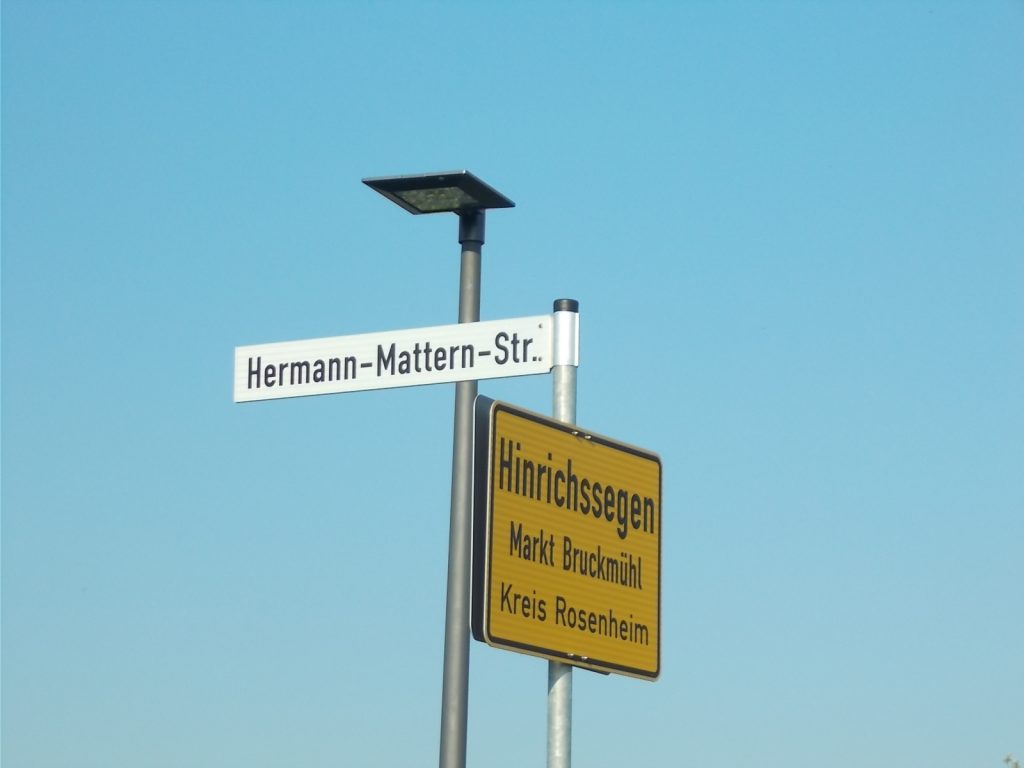 Hermann-Mattern-Str..
Hinrichssegen
Markt Bruckmühl
Kreis Rosenheim